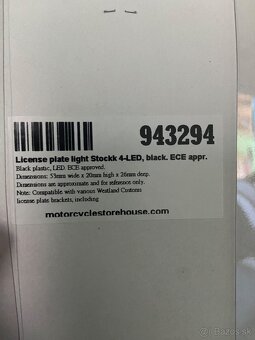 943294
License plate light Stockk 4-LED, black. ECE appr.
Black plastic, LED. ECE approved.
Dimensions: 53mm wide x 20mm high x 26mm deep.
Dimensions are approximate and for reference only.
Note: Compatible with various Westland Customs
license plate brackets, including
motorcyclestorehouse.com
bazos.sk